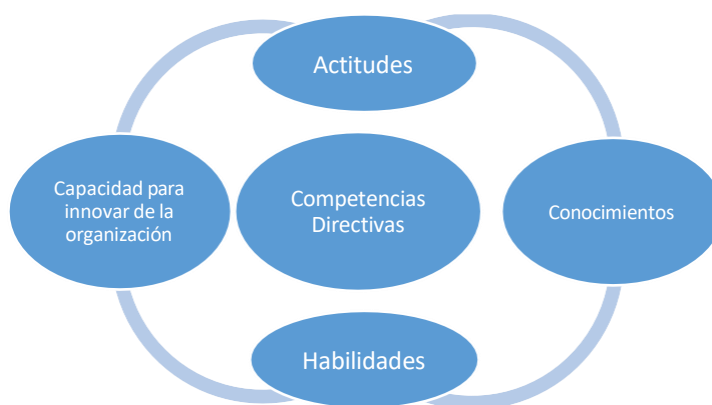 Actitudes
Capacidad para
innovar de la
organización
Competencias
Directivas
Conocimientos
Habilidades